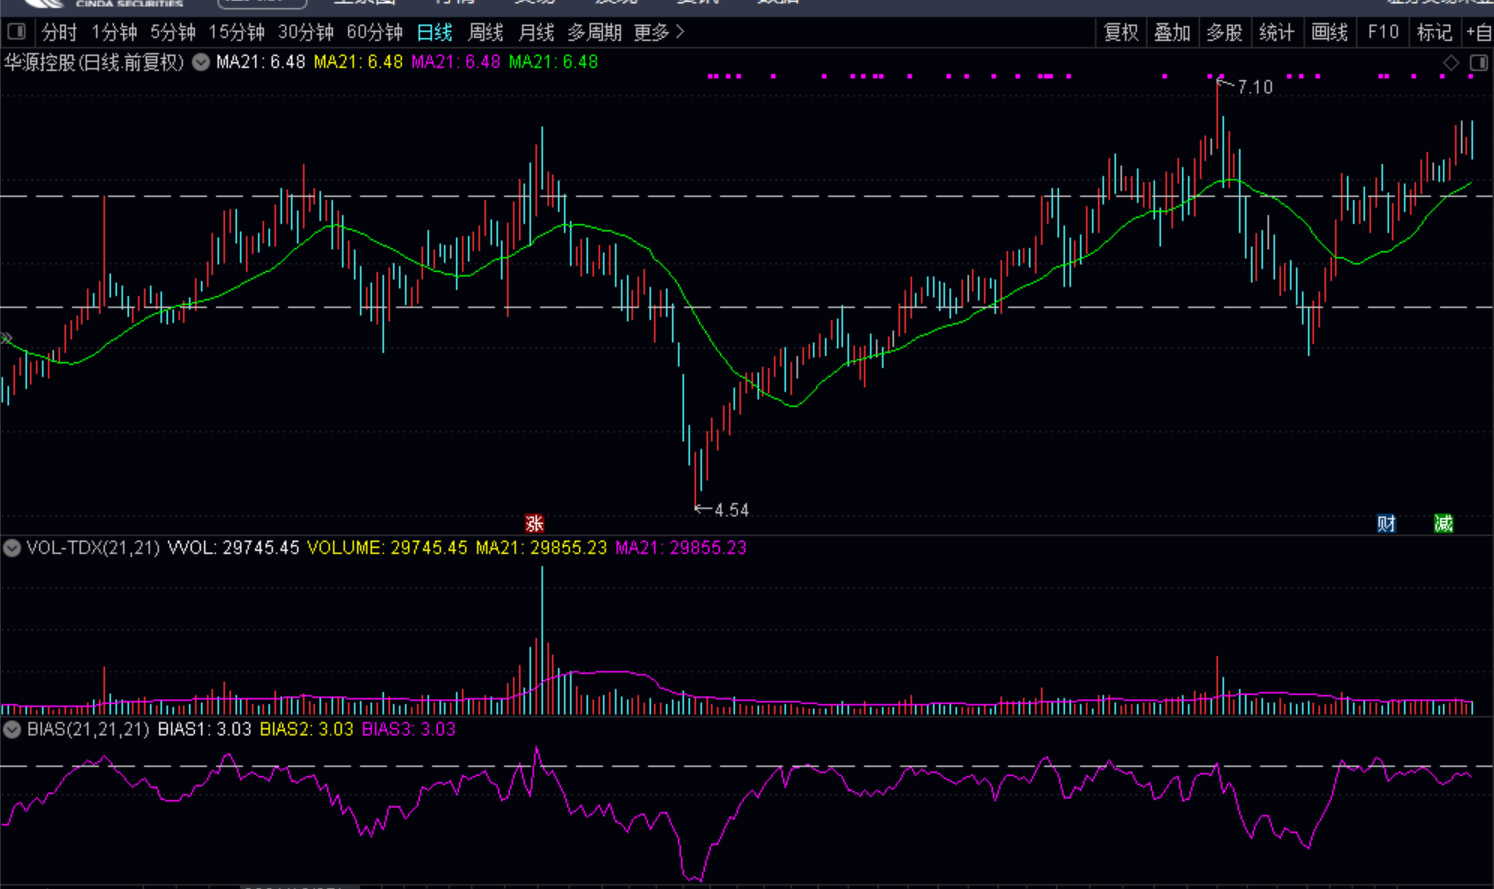 CINDA SECURITIES
分时 1分钟 5分钟 15分钟 30分钟 60分钟 日线 周线 月线 多周期 更多 >
复权 叠加 多股 统计 画线 F10 标记 +自
华源控股(日线.前复权) MA21: 6.48 MA21: 6.48 MA21: 6.48 MA21: 6.48
7.10
4.54
涨 财 减
VOL-TDX(21,21) VVOL: 29745.45 VOLUME: 29745.45 MA21: 29855.23 MA21: 29855.23
BIAS(21,21,21) BIAS1: 3.03 BIAS2: 3.03 BIAS3: 3.03